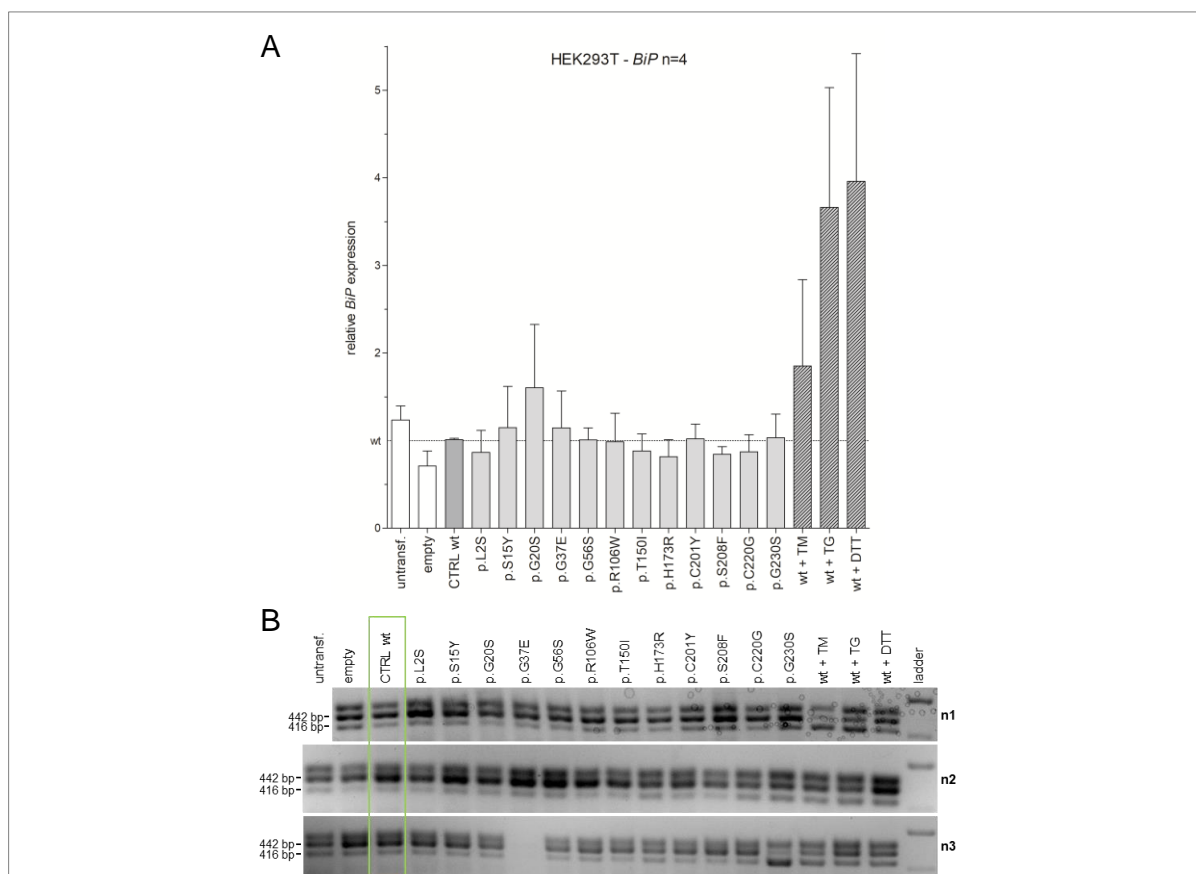 A
HEK293T - BiP n=4
relative BiP expression
5
4
3
2
wt
1
0
untransf.
empty
CTRL wt
p.L2S
p.S15Y
p.G20S
p.G37E
p.G56S
p.R106W
p.T150I
p.H173R
p.C201Y
p.S208F
p.C220G
p.G230S
wt + TM
wt + TG
wt + DTT
B
untransf.
empty
CTRL wt
p.L2S
p.S15Y
p.G20S
p.G37E
p.G56S
p.R106W
p.T150I
p.H173R
p.C201Y
p.S208F
p.C220G
p.G230S
wt + TM
wt + TG
wt + DTT
ladder
442 bp
416 bp
n1
442 bp
416 bp
n2
442 bp
416 bp
n3